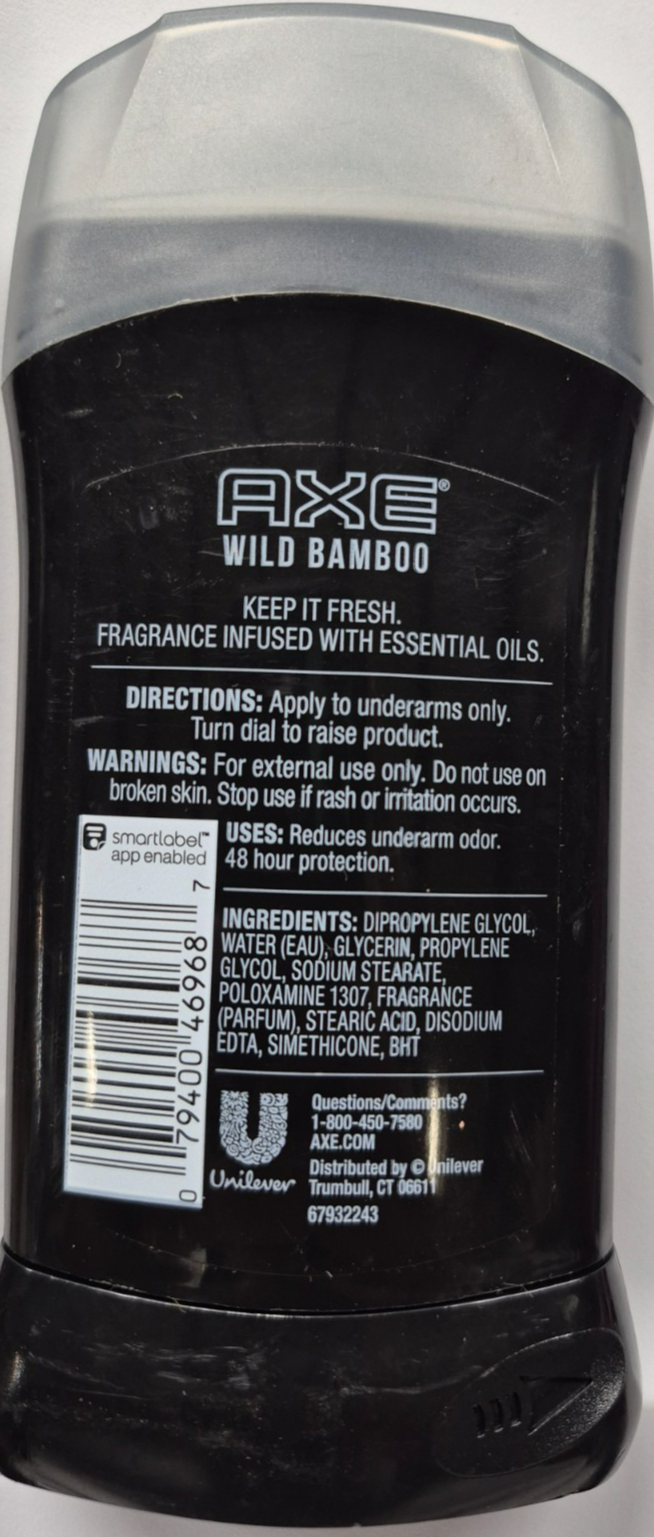 AXE®
WILD BAMBOO
KEEP IT FRESH.
FRAGRANCE INFUSED WITH ESSENTIAL OILS.
DIRECTIONS: Apply to underarms only.
Turn dial to raise product.
WARNINGS: For external use only. Do not use on
broken skin. Stop use if rash or irritation occurs.
smartlabel™
app enabled
0 79400 46968 7
USES: Reduces underarm odor.
48 hour protection.
INGREDIENTS: DIPROPYLENE GLYCOL,
WATER (EAU), GLYCERIN, PROPYLENE
GLYCOL, SODIUM STEARATE,
POLOXAMINE 1307, FRAGRANCE
(PARFUM), STEARIC ACID, DISODIUM
EDTA, SIMETHICONE, BHT
Unilever
Questions/Comments?
1-800-450-7580
AXE.COM
Distributed by © Unilever
Trumbull, CT 06611
67932243